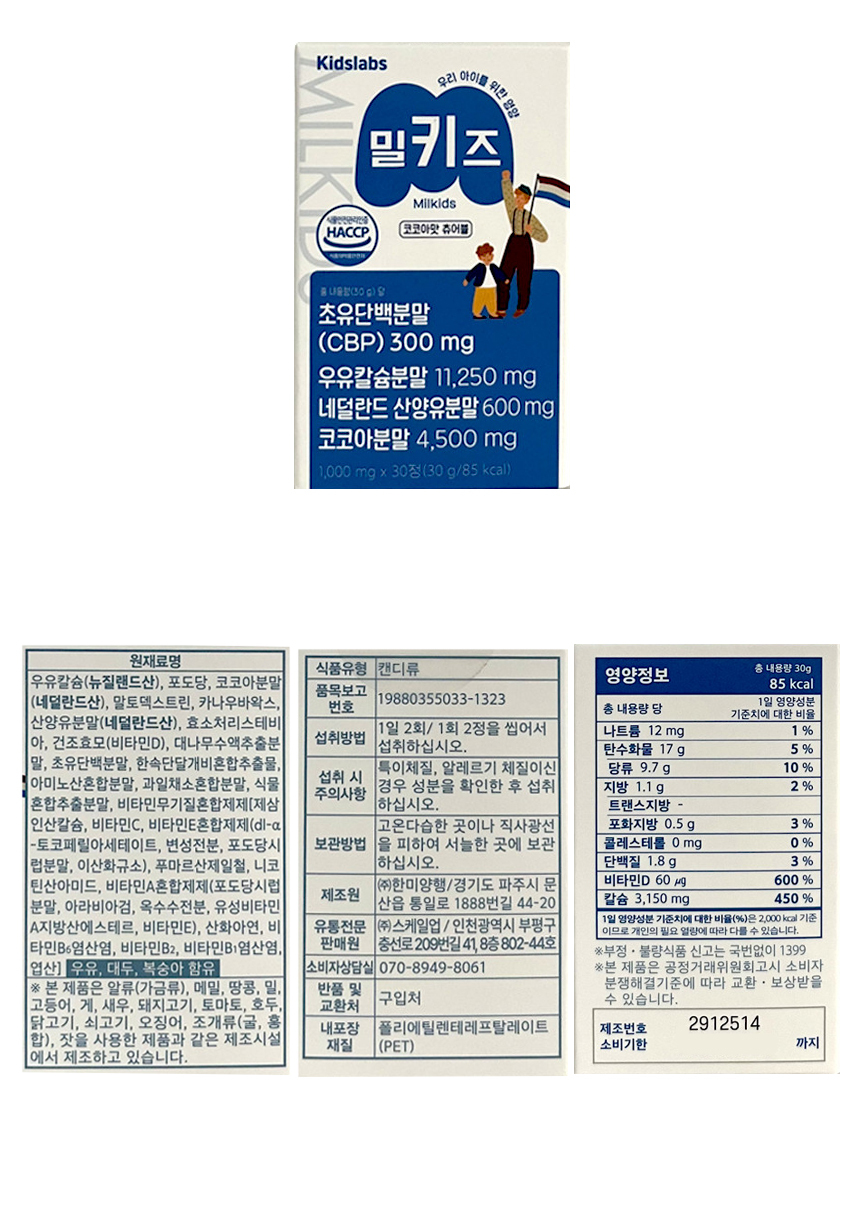 Kidslabs
우리 아이를 위한 영양
MILKIDS
밀키즈
Milkids
코코아맛 츄어블
식품안전관리인증
HACCP
식품의약품안전처
총 내용량(30 g) 당
초유단백분말
(CBP) 300 mg
우유칼슘분말 11,250 mg
네덜란드 산양유분말 600 mg
코코아분말 4,500 mg
1,000 mg x 30정(30 g/85 kcal)
원재료명
우유칼슘(뉴질랜드산), 포도당, 코코아분말
(네덜란드산), 말토덱스트린, 카나우바왁스,
산양유분말(네덜란드산), 효소처리스테비
아, 건조효모(비타민D), 대나무수액추출분
말, 초유단백분말, 한속단달개비혼합추출물,
아미노산혼합분말, 과일채소혼합분말, 식물
혼합추출분말, 비타민무기질혼합제제[제삼
인산칼슘, 비타민C, 비타민E혼합제제(dl-α
-토코페릴아세테이트, 변성전분, 포도당시
럽분말, 이산화규소), 푸마르산제일철, 니코
틴산아미드, 비타민A혼합제제(포도당시럽
분말, 아라비아검, 옥수수전분, 유성비타민
A지방산에스테르, 비타민E), 산화아연, 비
타민B6염산염, 비타민B2, 비타민B1염산염,
엽산] 우유, 대두, 복숭아 함유
※ 본 제품은 알류(가금류), 메밀, 땅콩, 밀,
고등어, 게, 새우, 돼지고기, 토마토, 호두,
닭고기, 쇠고기, 오징어, 조개류(굴, 홍
합), 잣을 사용한 제품과 같은 제조시설
에서 제조하고 있습니다.
식품유형 캔디류
품목보고
번호 19880355033-1323
섭취방법 1일 2회/ 1회 2정을 씹어서
섭취하십시오.
섭취 시
주의사항 특이체질, 알레르기 체질이신
경우 성분을 확인한 후 섭취
하십시오.
보관방법 고온다습한 곳이나 직사광선
을 피하여 서늘한 곳에 보관
하십시오.
제조원 ㈜한미양행/경기도 파주시 문
산읍 통일로 1888번길 44-20
유통전문
판매원 ㈜스케일업 / 인천광역시 부평구
충선로 209번길 41, 8층 802-44호
소비자상담실 070-8949-8061
반품 및
교환처 구입처
내포장
재질 폴리에틸렌테레프탈레이트
(PET)
영양정보
총 내용량 30g
85 kcal
총 내용량 당
1일 영양성분
기준치에 대한 비율
나트륨 12 mg 1 %
탄수화물 17 g 5 %
당류 9.7 g 10 %
지방 1.1 g 2 %
트랜스지방 -
포화지방 0.5 g 3 %
콜레스테롤 0 mg 0 %
단백질 1.8 g 3 %
비타민D 60 ㎍ 600 %
칼슘 3,150 mg 450 %
1일 영양성분 기준치에 대한 비율(%)은 2,000 kcal 기준
이므로 개인의 필요 열량에 따라 다를 수 있습니다.
※부정・불량식품 신고는 국번없이 1399
※본 제품은 공정거래위원회고시 소비자
분쟁해결기준에 따라 교환・보상받을
수 있습니다.
제조번호 2912514
소비기한 까지